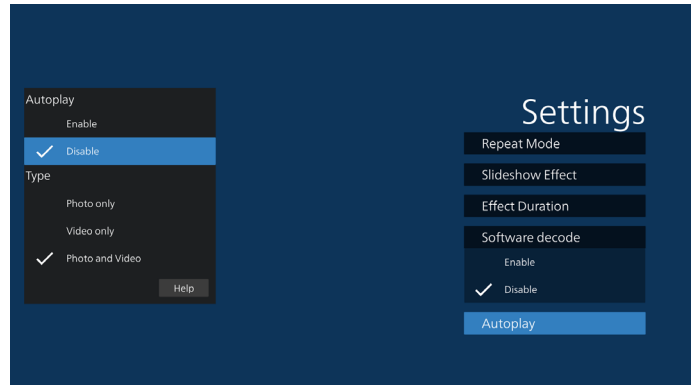 Autoplay
Enable
Disable
Type
Photo only
Video only
Photo and Video
Help
Settings
Repeat Mode
Slideshow Effect
Effect Duration
Software decode
Enable
Disable
Autoplay